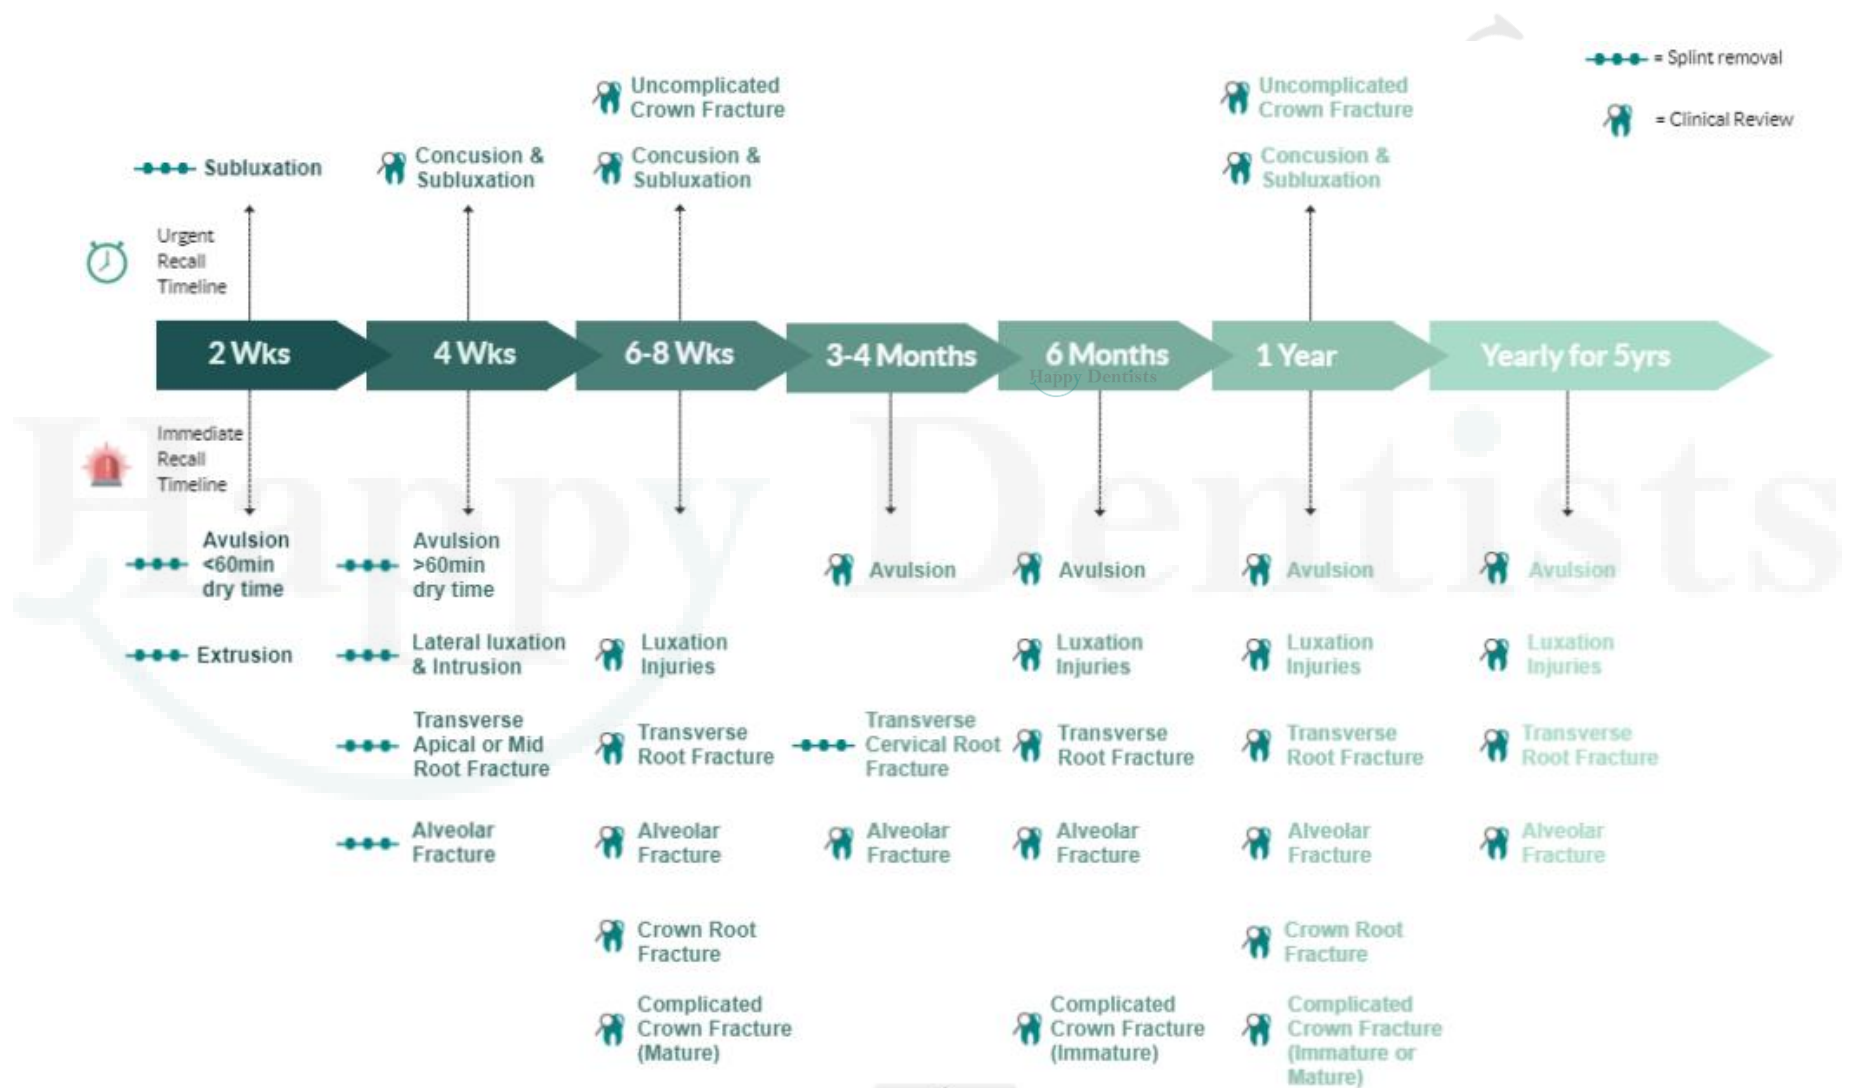 = Splint removal
= Clinical Review
Uncomplicated
Crown Fracture
Uncomplicated
Crown Fracture
Subluxation
Concusion &
Subluxation
Concusion &
Subluxation
Concusion &
Subluxation
Urgent
Recall
Timeline
2 Wks
4 Wks
6-8 Wks
3-4 Months
6 Months
1 Year
Yearly for 5yrs
Happy Dentists
Immediate
Recall
Timeline
Happy Dentists
Avulsion
<60min
dry time
Avulsion
>60min
dry time
Avulsion
Avulsion
Avulsion
Avulsion
Extrusion
Lateral luxation
& Intrusion
Luxation
Injuries
Luxation
Injuries
Luxation
Injuries
Luxation
Injuries
Transverse
Apical or Mid
Root Fracture
Transverse
Root Fracture
Transverse
Cervical Root
Fracture
Transverse
Root Fracture
Transverse
Root Fracture
Transverse
Root Fracture
Alveolar
Fracture
Alveolar
Fracture
Alveolar
Fracture
Alveolar
Fracture
Alveolar
Fracture
Alveolar
Fracture
Crown Root
Fracture
Crown Root
Fracture
Complicated
Crown Fracture
(Mature)
Complicated
Crown Fracture
(Immature)
Complicated
Crown Fracture
(Immature or
Mature)